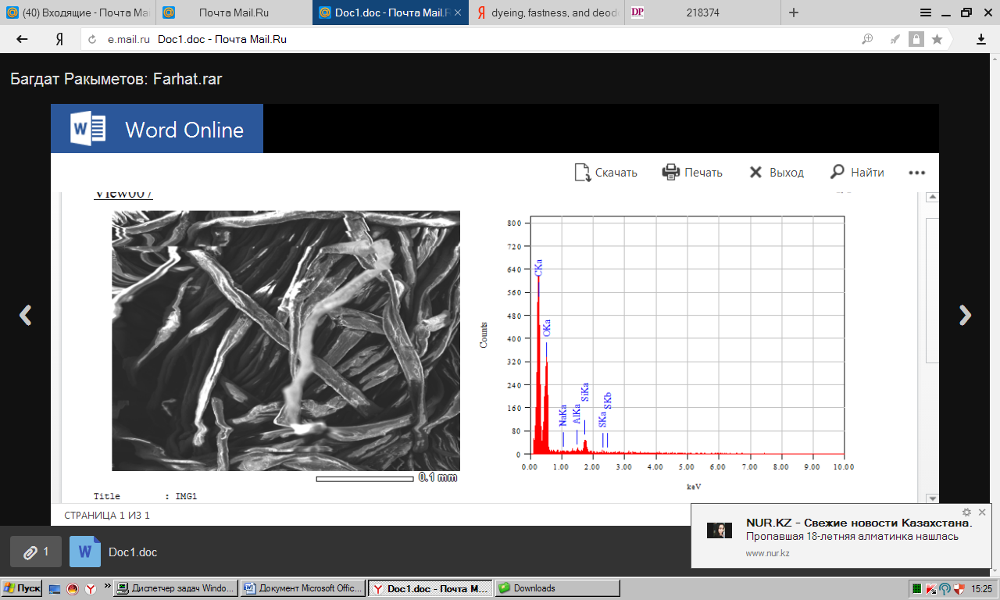 (40) Входящие - Почта Mai
Почта Mail.Ru
Doc1.doc - Почта Mail.R
dyeing, fastness, and deod
DP
218374
e.mail.ru Doc1.doc - Почта Mail.Ru
Багдат Ракыметов: Farhat.rar
Word Online
Скачать
Печать
Выход
Найти
View007
800
720
640
560
480
400
320
240
160
80
0
Counts
CKa
OKa
NaKa
AlKa
SiKa
SKa
SKb
0.00 1.00 2.00 3.00 4.00 5.00 6.00 7.00 8.00 9.00 10.00
keV
0.1 mm
Title : IMG1
СТРАНИЦА 1 ИЗ 1
NUR.KZ - Свежие новости Казахстана.
Пропавшая 18-летняя алматинка нашлась
www.nur.kz
1
W
Doc1.doc
Пуск
Диспетчер задач Windo...
Документ Microsoft Offic...
Doc1.doc - Почта M...
Downloads
15:25